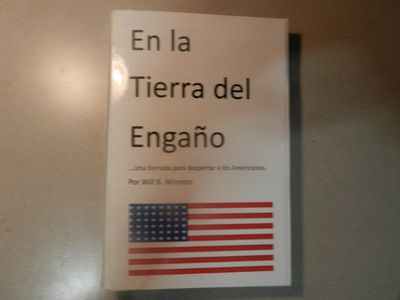 En la
Tierra del
Engaño
...Una llamada para despertar a los Americanos.
Por Will B. Winners